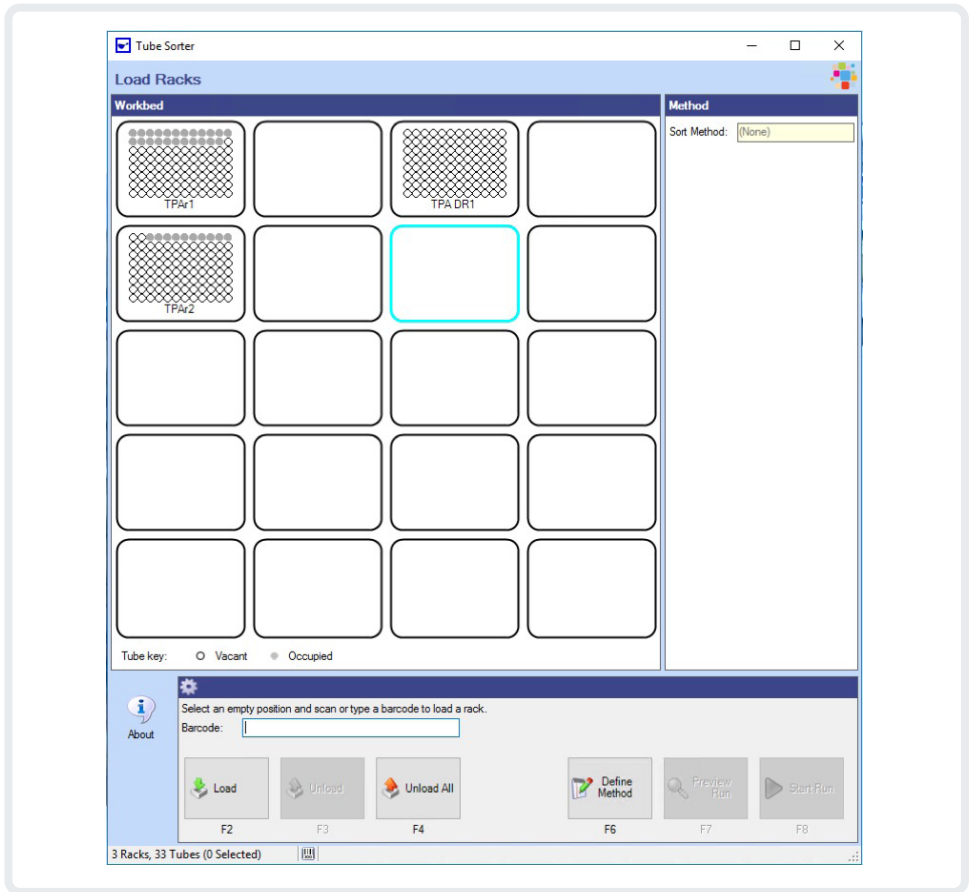 Tube Sorter
Load Racks
Workbed
Method
TPAr1
TPA DR1
Sort Method: (None)
TPAr2
Tube key: Vacant Occupied
About
Select an empty position and scan or type a barcode to load a rack.
Barcode:
Load
Unload
Unload All
Define
Method
Preview
Run
Start Run
F2
F3
F4
F6
F7
F8
3 Racks, 33 Tubes (0 Selected)